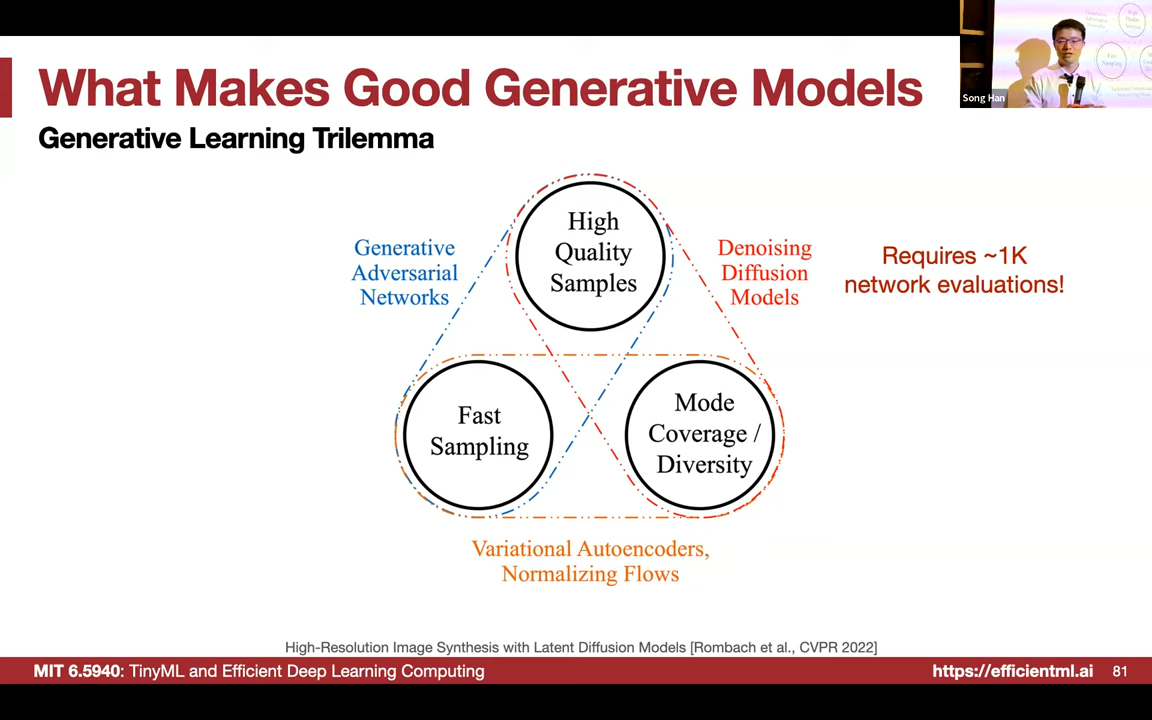 What Makes Good Generative Models
Generative Learning Trilemma
Song Han
High
Quality
Samples
Generative
Adversarial
Networks
Denoising
Diffusion
Models
Requires ~1K
network evaluations!
Fast
Sampling
Mode
Coverage /
Diversity
Variational Autoencoders,
Normalizing Flows
High-Resolution Image Synthesis with Latent Diffusion Models [Rombach et al., CVPR 2022]
MIT 6.5940: TinyML and Efficient Deep Learning Computing
https://efficientml.ai
81